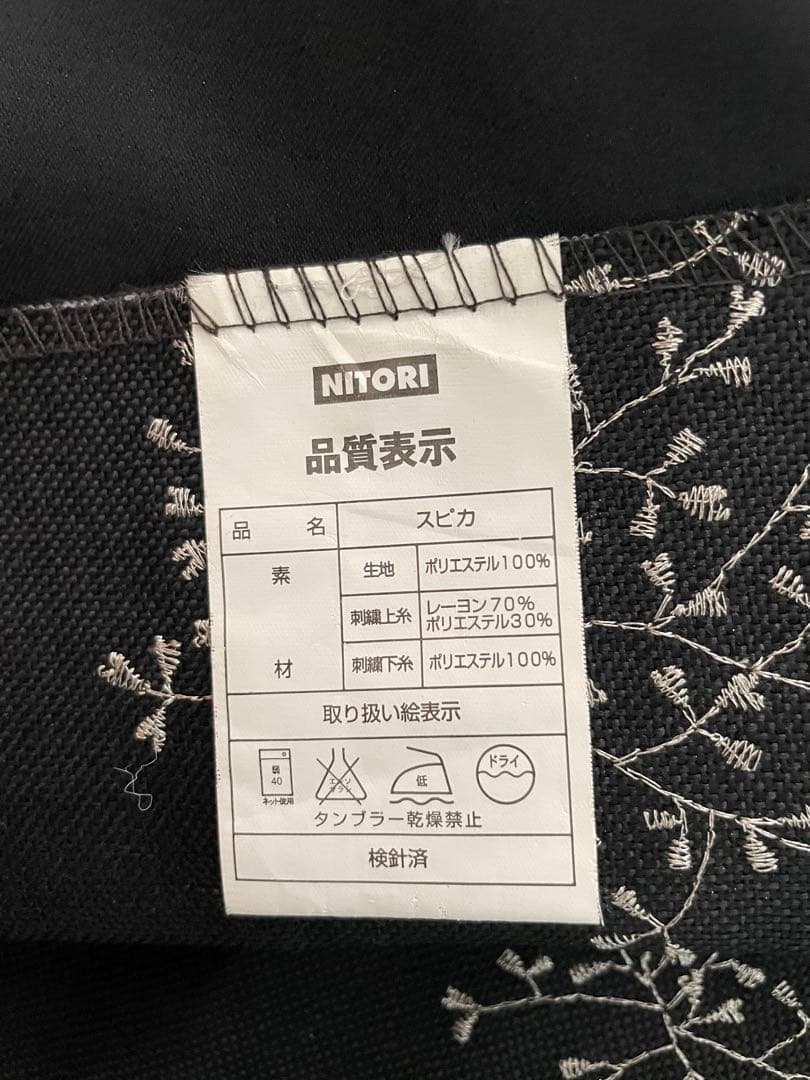 NITORI
品質表示
品名 スピカ
素材
生地 ポリエステル100%
刺繍上糸 レーヨン70%
ポリエステル30%
刺繍下糸 ポリエステル100%
取り扱い絵表示
弱
40
ネット使用
エンソ
サラシ
低
ドライ
タンブラー乾燥禁止
検針済